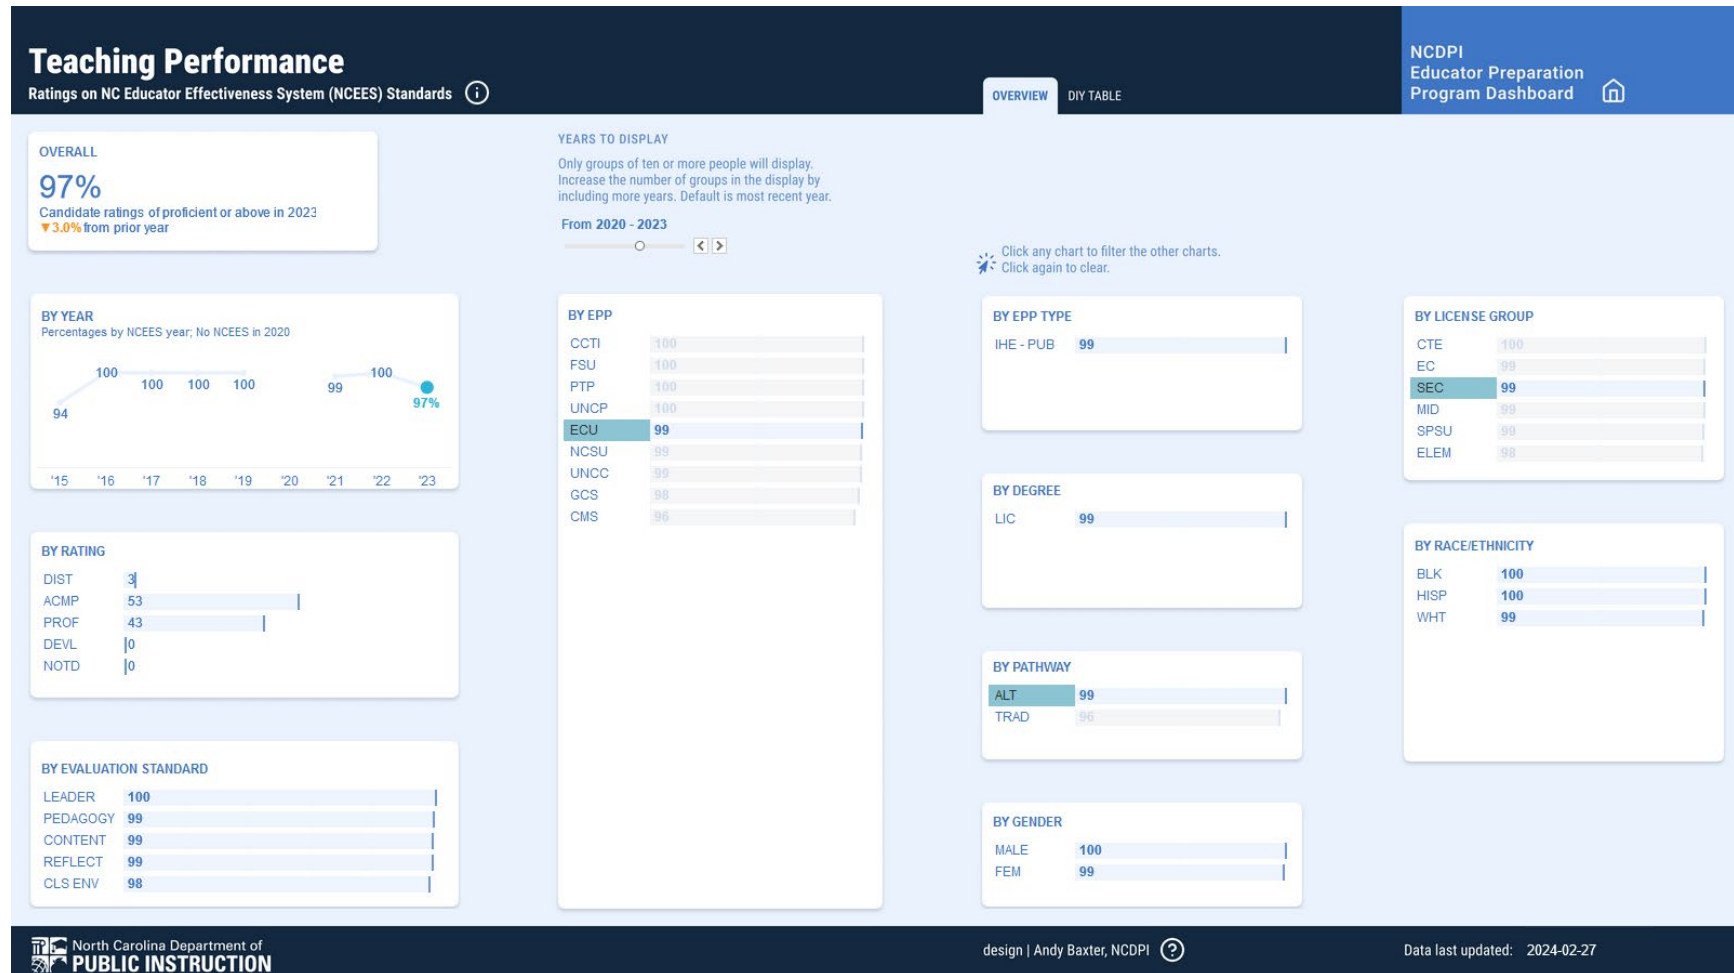 Teaching Performance
Ratings on NC Educator Effectiveness System (NCEES) Standards
OVERVIEW
DIY TABLE
NCDPI
Educator Preparation
Program Dashboard
OVERALL
97%
Candidate ratings of proficient or above in 2023
▼3.0% from prior year
YEARS TO DISPLAY
Only groups of ten or more people will display.
Increase the number of groups in the display by
including more years. Default is most recent year.
From 2020 - 2023
Click any chart to filter the other charts.
Click again to clear.
BY YEAR
Percentages by NCEES year; No NCEES in 2020
94 100 100 100 100 99 100 97%
'15 '16 '17 '18 '19 '20 '21 '22 '23
BY RATING
DIST 3
ACMP 53
PROF 43
DEVL 0
NOTD 0
BY EVALUATION STANDARD
LEADER 100
PEDAGOGY 99
CONTENT 99
REFLECT 99
CLS ENV 98
BY EPP
CCTI 100
FSU 100
PTP 100
UNCP 100
ECU 99
NCSU 99
UNCC 99
GCS 98
CMS 96
BY EPP TYPE
IHE - PUB 99
BY DEGREE
LIC 99
BY PATHWAY
ALT 99
TRAD 96
BY GENDER
MALE 100
FEM 99
BY LICENSE GROUP
CTE 100
EC 99
SEC 99
MID 99
SPSU 99
ELEM 98
BY RACE/ETHNICITY
BLK 100
HISP 100
WHT 99
North Carolina Department of
PUBLIC INSTRUCTION
design | Andy Baxter, NCDPI
Data last updated: 2024-02-27